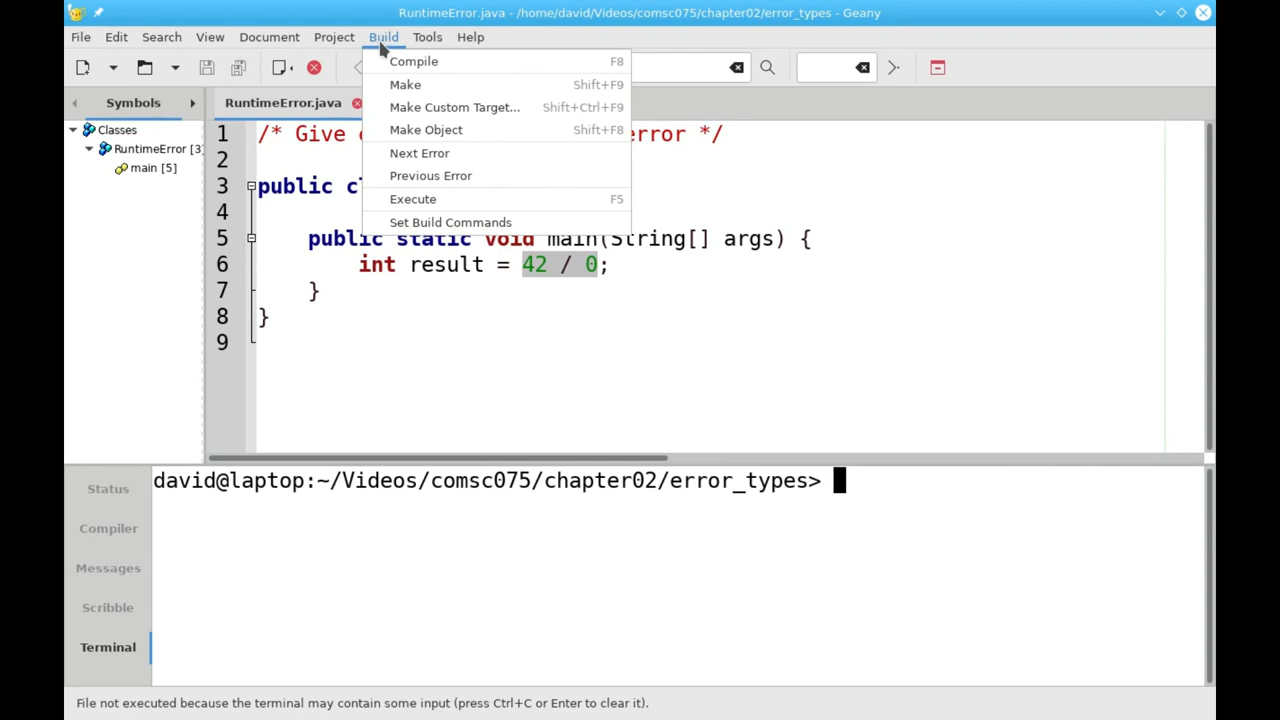 RuntimeError.java - /home/david/Videos/comsc075/chapter02/error_types - Geany
File Edit Search View Document Project Build Tools Help
Compile F8
Make Shift+F9
Make Custom Target... Shift+Ctrl+F9
Make Object Shift+F8
Next Error
Previous Error
Execute F5
Set Build Commands
Symbols
Classes
RuntimeError [3]
main [5]
RuntimeError.java
1 /* Give error */
2
3 public
4
5 public static void main(String[] args) {
6 int result = 42 / 0;
7 }
8 }
9
Status
Compiler
Messages
Scribble
Terminal
david@laptop:~/Videos/comsc075/chapter02/error_types>
File not executed because the terminal may contain some input (press Ctrl+C or Enter to clear it).